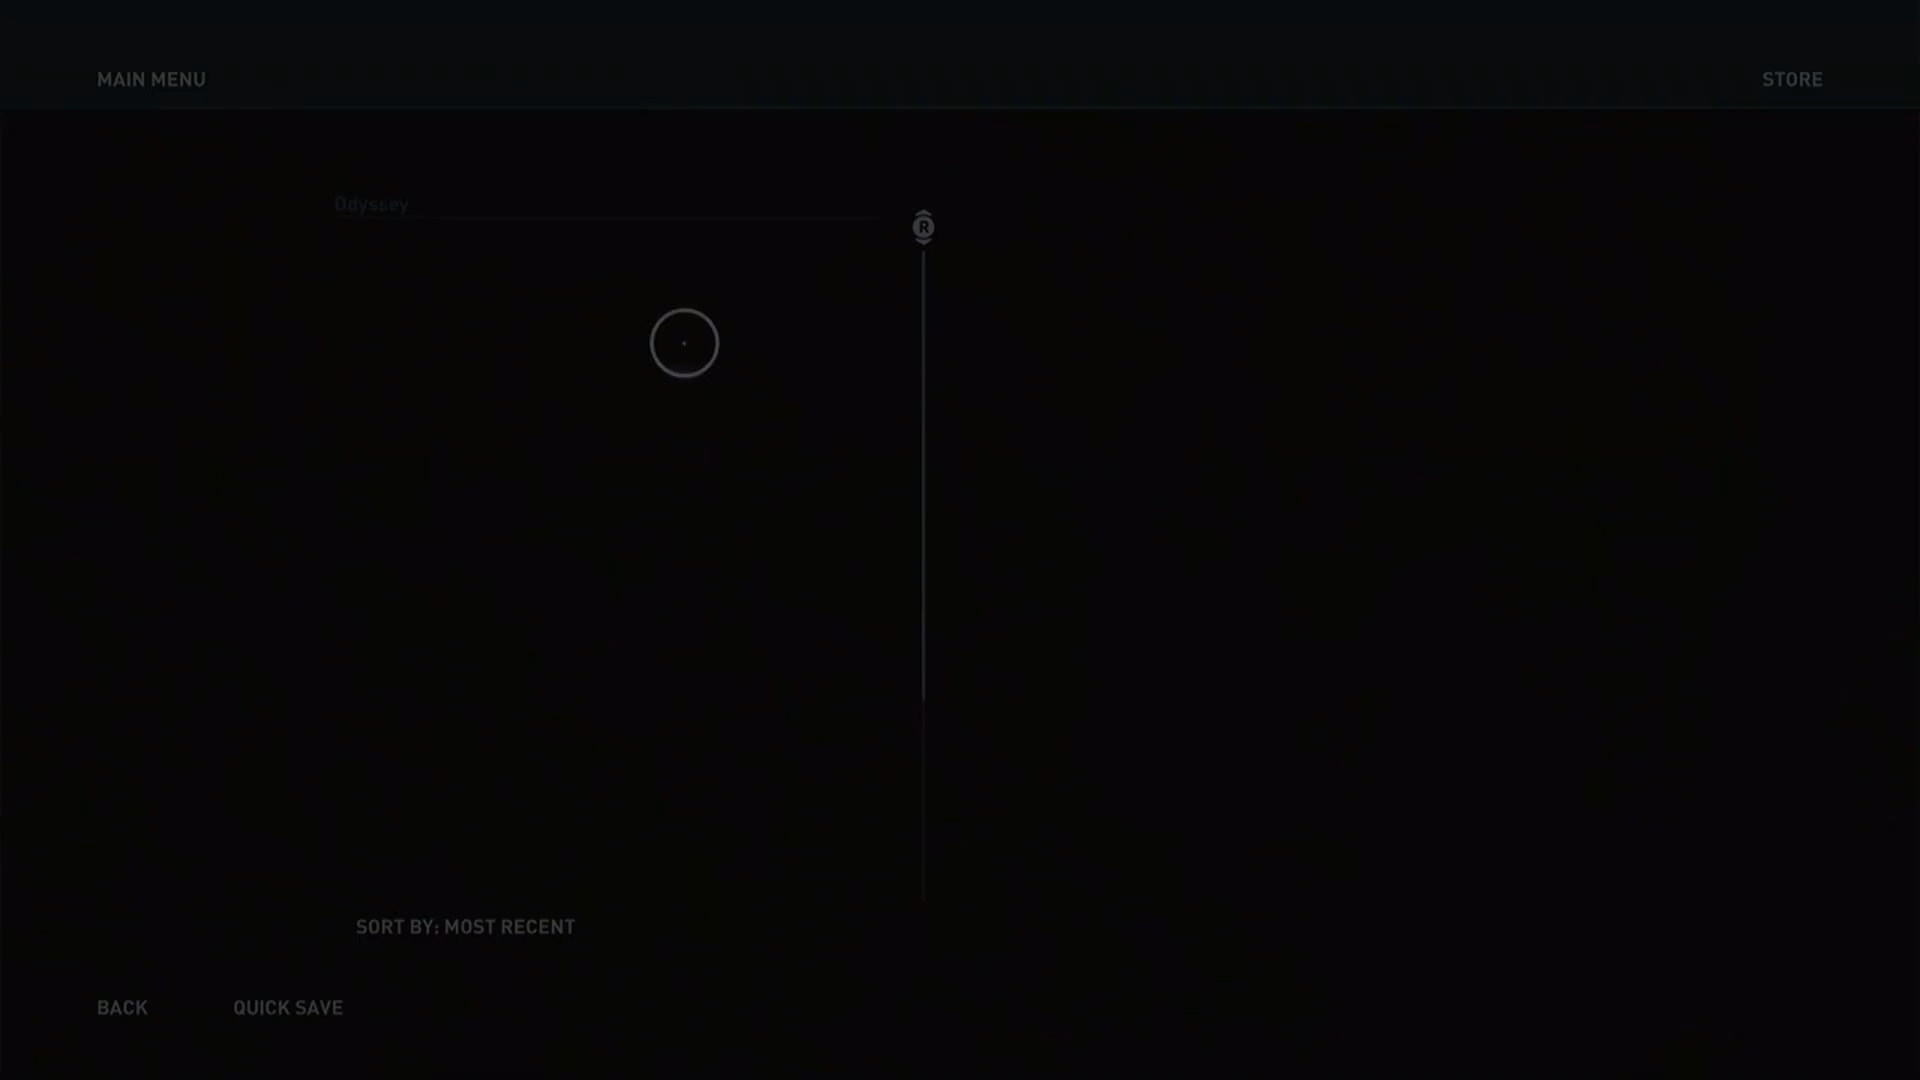 MAIN MENU
STORE
Odyssey
R
SORT BY: MOST RECENT
BACK
QUICK SAVE